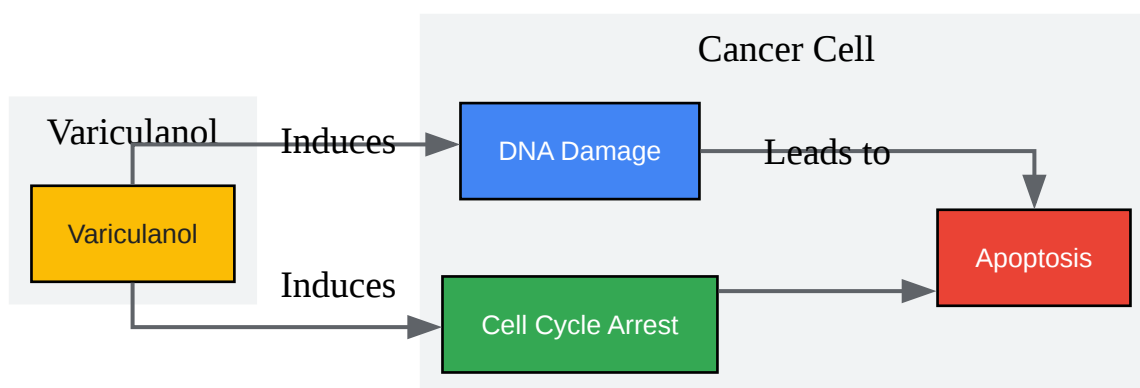 Cancer Cell
Variculanol
Induces
DNA Damage
Leads to
Variculanol
Apoptosis
Induces
Cell Cycle Arrest